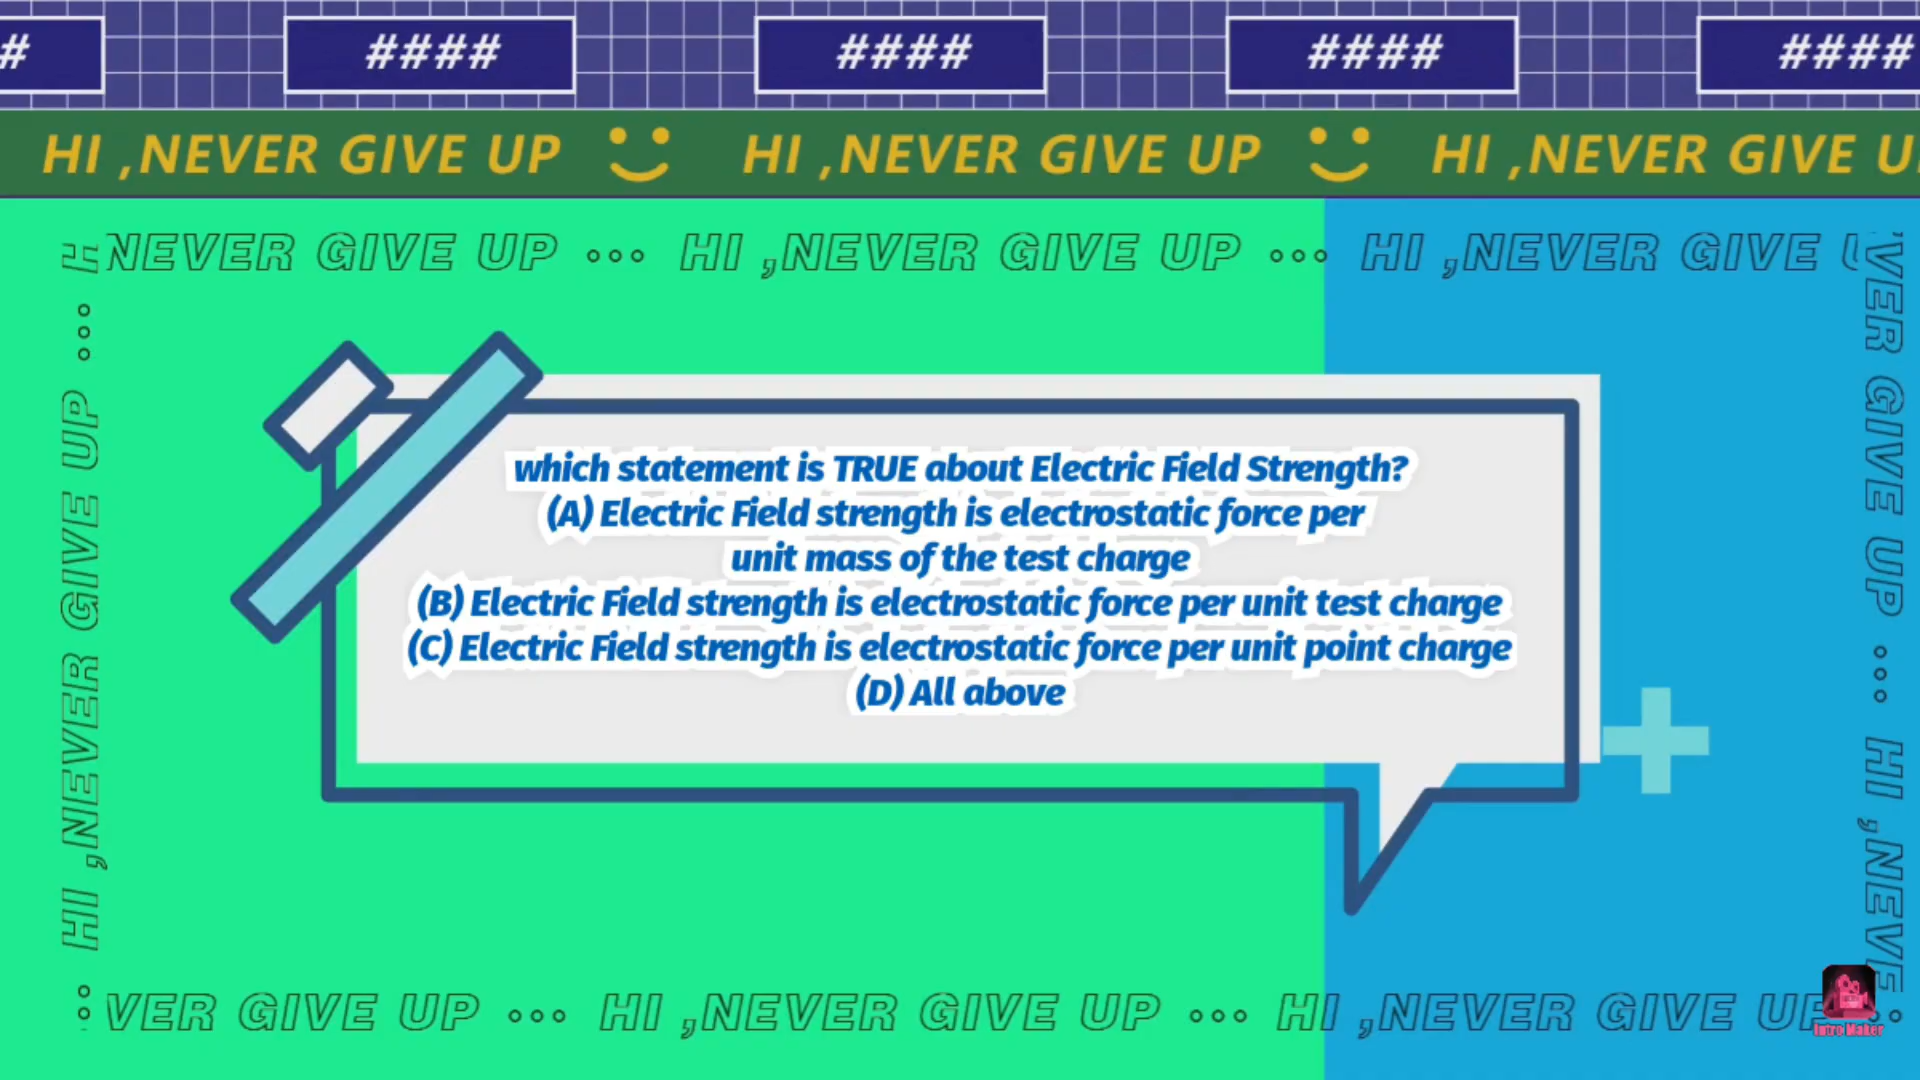 # #### #### #### ####
HI ,NEVER GIVE UP HI ,NEVER GIVE UP HI ,NEVER GIVE U
NEVER GIVE UP ... HI ,NEVER GIVE UP ... HI ,NEVER GIVE
HI ,NEVER GIVE UP ...
which statement is TRUE about Electric Field Strength?
(A) Electric Field strength is electrostatic force per
unit mass of the test charge
(B) Electric Field strength is electrostatic force per unit test charge
(C) Electric Field strength is electrostatic force per unit point charge
(D) All above
VER GIVE UP ... HI ,NEVE
VER GIVE UP ... HI ,NEVER GIVE UP ... HI ,NEVER GIVE UP
Intro Maker